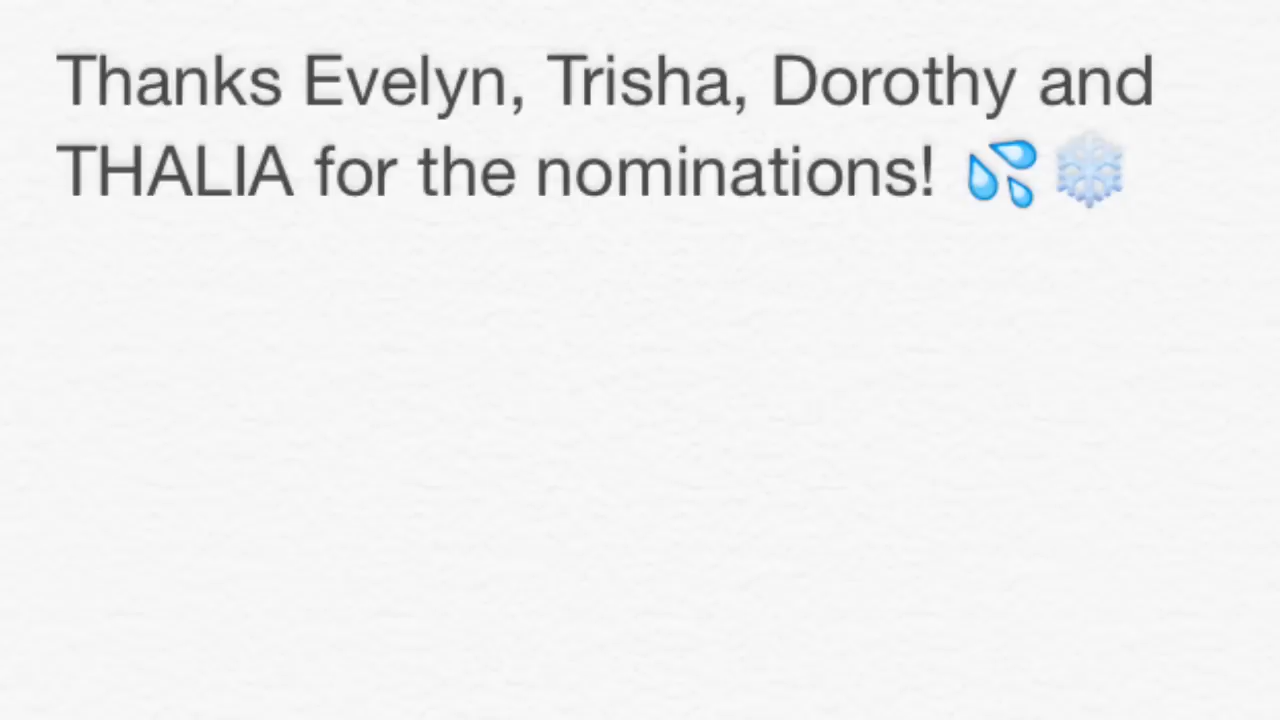 Thanks Evelyn, Trisha, Dorothy and
THALIA for the nominations! 💦❄️